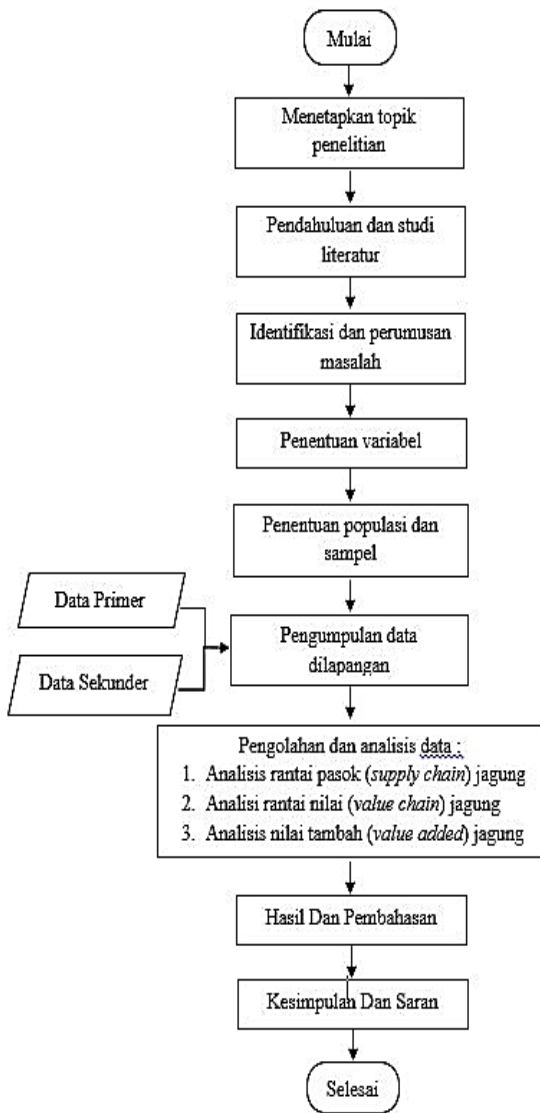 Mulai
Menetapkan topik
penelitian
Pendahuluan dan studi
literatur
Identifikasi dan perumusan
masalah
Penentuan variabel
Penentuan populasi dan
sampel
Data Primer
Data Sekunder
Pengumpulan data
dilapangan
Pengolahan dan analisis data :
1. Analisis rantai pasok (supply chain) jagung
2. Analisi rantai nilai (value chain) jagung
3. Analisis nilai tambah (value added) jagung
Hasil Dan Pembahasan
Kesimpulan Dan Saran
Selesai